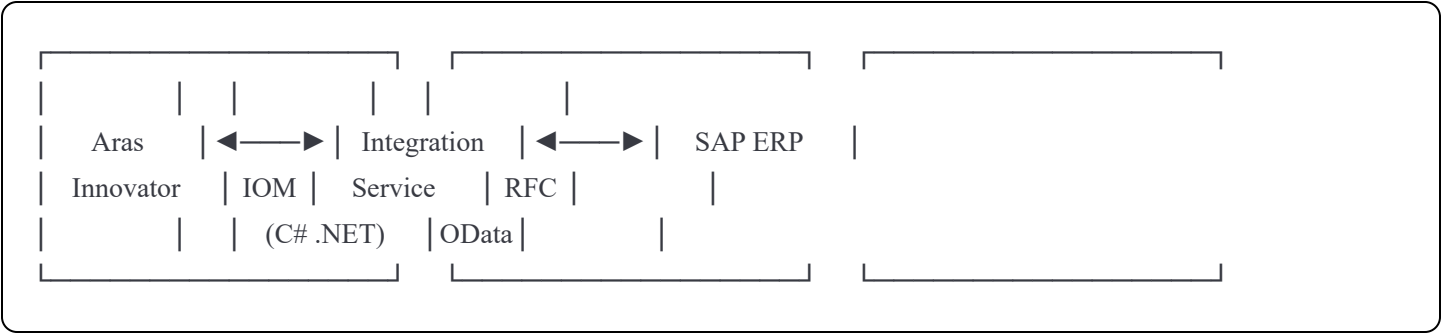 ┌─────────────────┐     ┌─────────────────┐     ┌─────────────────┐
│                 │     │                 │     │                 │
│      Aras       │◄───►│   Integration   │◄───►│    SAP ERP    │
│   Innovator     │ IOM │    Service      │ RFC │                 │
│                 │     │   (C# .NET)     │OData│                 │
└─────────────────┘     └─────────────────┘     └─────────────────┘